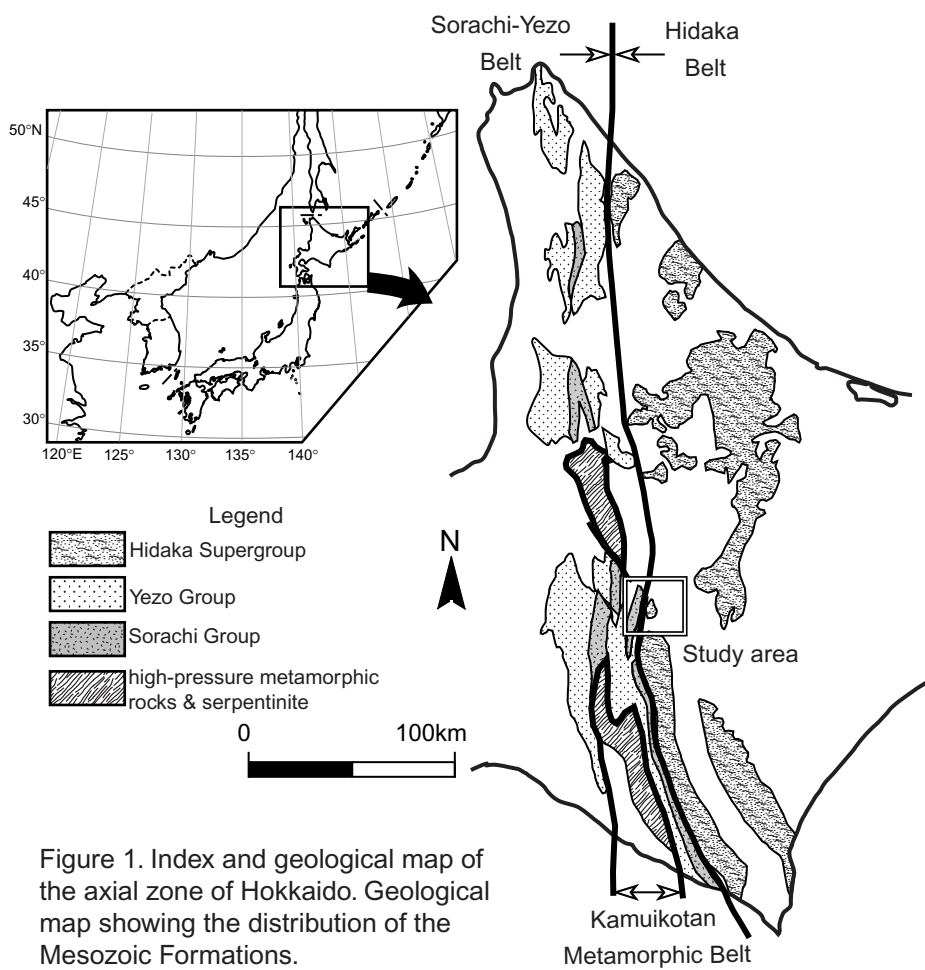 Sorachi-Yezo
Belt
Hidaka
Belt
50°N
45°
40°
35°
30°
120°E 125° 130° 135° 140°
Legend
Hidaka Supergroup
Yezo Group
Sorachi Group
high-pressure metamorphic
rocks & serpentinite
N
Study area
0 100km
Kamuikotan
Metamorphic Belt
Figure 1. Index and geological map of
the axial zone of Hokkaido. Geological
map showing the distribution of the
Mesozoic Formations.